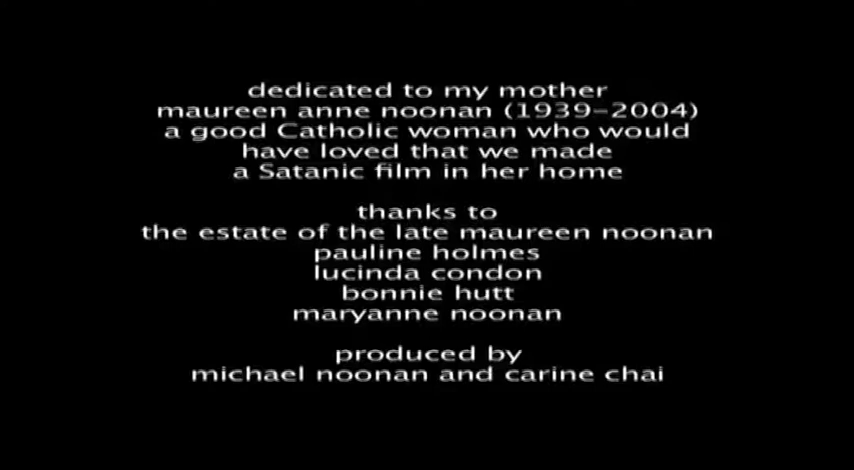 dedicated to my mother
maureen anne noonan (1939-2004)
a good Catholic woman who would
have loved that we made
a Satanic film in her home
thanks to
the estate of the late maureen noonan
pauline holmes
lucinda condon
bonnie hutt
maryanne noonan
produced by
michael noonan and carine chai